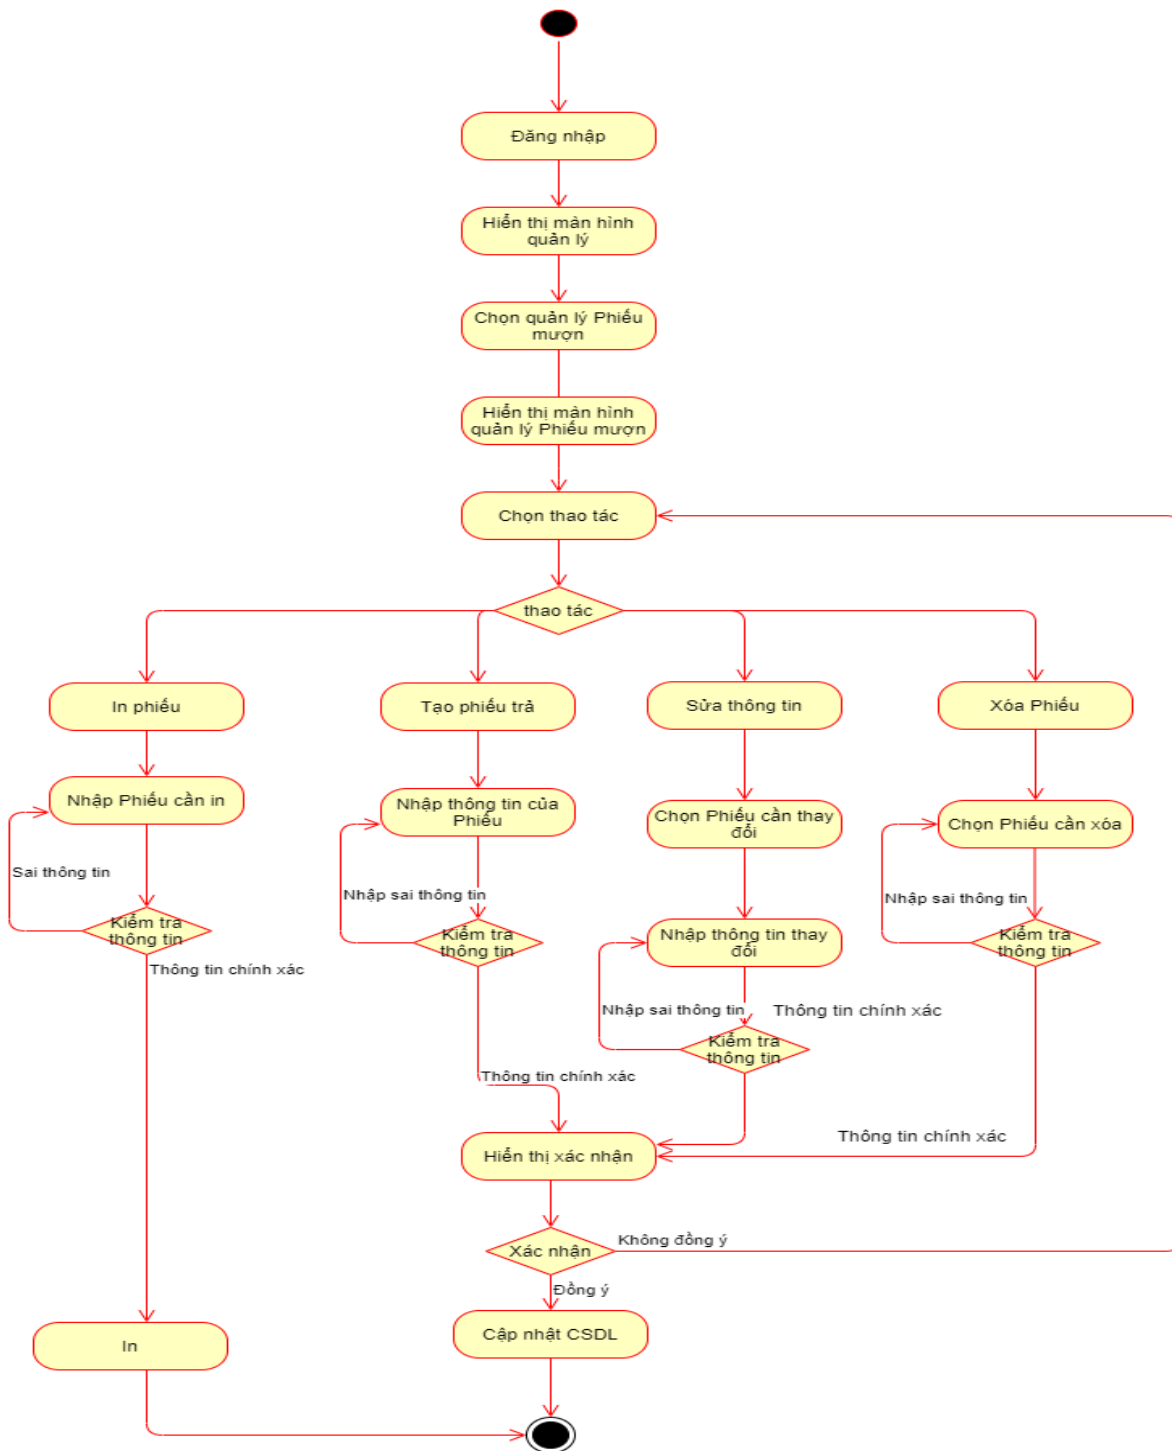 Đăng nhập
Hiển thị màn hình
quản lý
Chọn quản lý Phiếu
mượn
Hiển thị màn hình
quản lý Phiếu mượn
Chọn thao tác
thao tác
In phiếu
Tạo phiếu trả
Sửa thông tin
Xóa Phiếu
Nhập Phiếu cần in
Nhập thông tin của
Phiếu
Chọn Phiếu cần thay
đổi
Chọn Phiếu cần xóa
Sai thông tin
Nhập sai thông tin
Nhập sai thông tin
Kiểm tra
thông tin
Kiểm tra
thông tin
Nhập thông tin thay
đổi
Kiểm tra
thông tin
Thông tin chính xác
Nhập sai thông tin
Thông tin chính xác
Kiểm tra
thông tin
Thông tin chính xác
Thông tin chính xác
Hiển thị xác nhận
Xác nhận
Không đồng ý
Đồng ý
Cập nhật CSDL
In